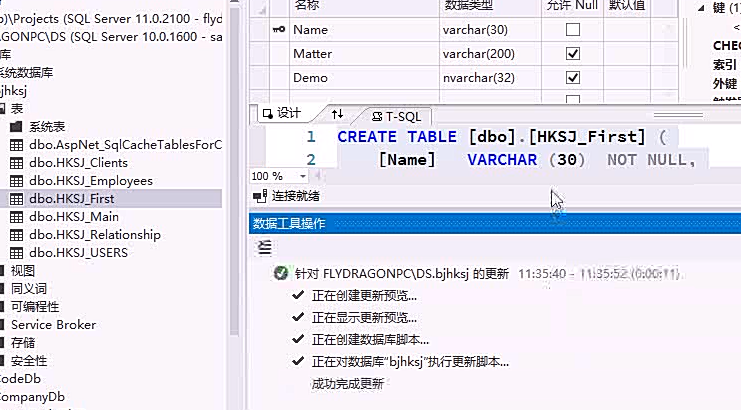 o)\Projects (SQL Server 11.0.2100 - flyd
GONPC\DS (SQL Server 10.0.1600 - sa
库
系统数据库
jhksj
表
系统表
dbo.AspNet_SqlCacheTablesForC
dbo.HKSJ_Clients
dbo.HKSJ_Employees
dbo.HKSJ_First
dbo.HKSJ_Main
dbo.HKSJ_Relationship
dbo.HKSJ_USERS
视图
同义词
可编程性
Service Broker
存储
安全性
CodeDb
CompanyDb
名称 数据类型 允许 Null 默认值
Name varchar(30)
Matter varchar(200)
Demo nvarchar(32)
键 (1
CHEC
索引
外键
设计 T-SQL
1 CREATE TABLE [dbo].[HKSJ_First] (
2 [Name] VARCHAR (30) NOT NULL,
100 %
连接就绪
数据工具操作
针对 FLYDRAGONPC\DS.bjhksj 的更新 11:35:40 - 11:35:52 (0:00:11)
正在创建更新预览...
正在显示更新预览...
正在创建数据库脚本...
正在对数据库“bjhksj”执行更新脚本...
成功完成更新